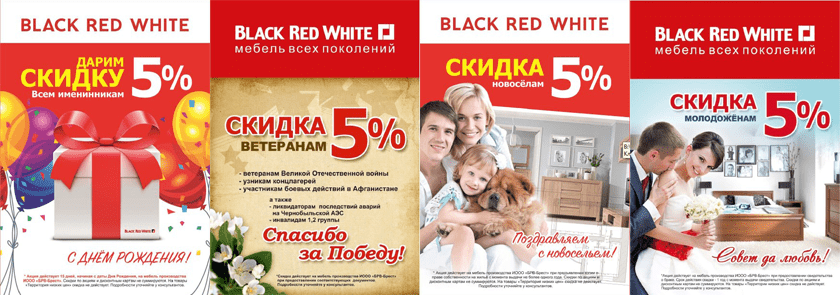 BLACK RED WHITE
ДАРИМ
СКИДКУ 5%
Всем именинникам
BLACK RED WHITE
С ДНЁМ РОЖДЕНИЯ!
BLACK RED WHITE
мебель всех поколений
СКИДКА 5%
ВЕТЕРАНАМ
- ветеранам Великой Отечественной войны
- узникам концлагерей
- участникам боевых действий в Афганистане
а также
- ликвидаторам последствий аварий
на Чернобыльской АЭС
- инвалидам 1,2 группы
Спасибо
за Победу!
BLACK RED WHITE
СКИДКА 5%
новосёлам
Поздравляем
с новосельем!
BLACK RED WHITE
мебель всех поколений
СКИДКА 5%
МОЛОДОЖЁНАМ
Совет да любовь!